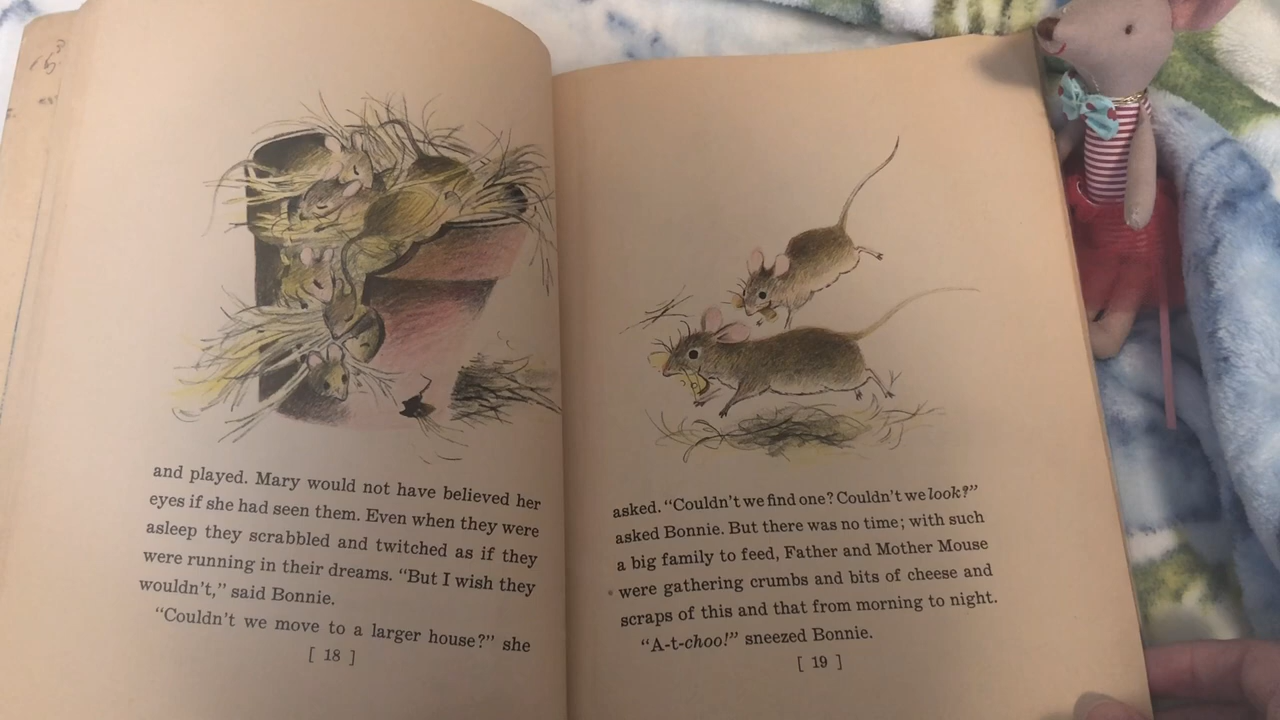 and played. Mary would not have believed her
eyes if she had seen them. Even when they were
asleep they scrabbled and twitched as if they
were running in their dreams. “But I wish they
wouldn’t,” said Bonnie.
“Couldn’t we move to a larger house?” she
[ 18 ]
asked. “Couldn’t we find one? Couldn’t we look?”
asked Bonnie. But there was no time; with such
a big family to feed, Father and Mother Mouse
were gathering crumbs and bits of cheese and
scraps of this and that from morning to night.
“A-t-choo!” sneezed Bonnie.
[ 19 ]